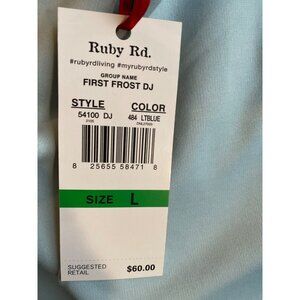 Ruby Rd.
#rubyrdliving #myrubyrdstyle
GROUP NAME
FIRST FROST DJ
STYLE COLOR
54100 DJ 484 LTBLUE
8 25655 58471 8
SIZE L
SUGGESTED
RETAIL $60.00